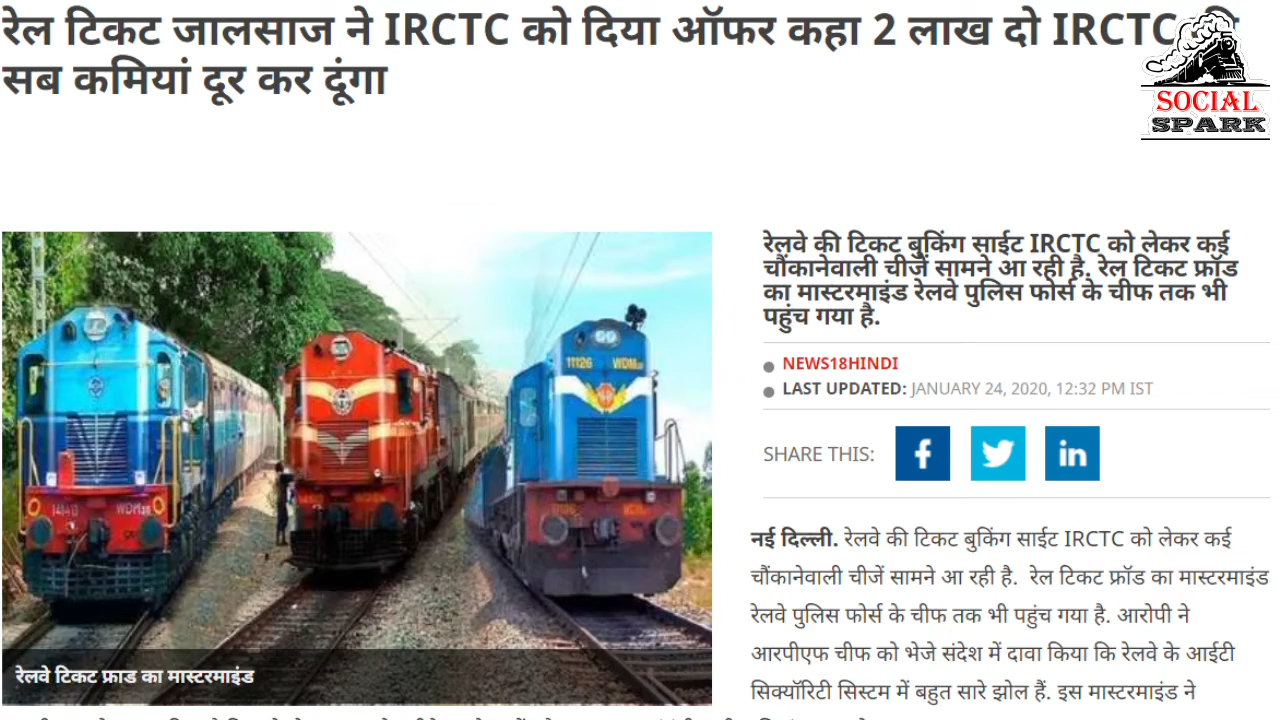 रेल टिकट जालसाज ने IRCTC को दिया ऑफर कहा 2 लाख दो IRCTC
सब कमियां दूर कर दूंगा
SOCIAL
SPARK
रेलवे की टिकट बुकिंग साईट IRCTC को लेकर कई
चौंकानेवाली चीजें सामने आ रही है. रेल टिकट फ्रॉड
का मास्टरमाइंड रेलवे पुलिस फोर्स के चीफ तक भी
पहुंच गया है.
NEWS18HINDI
LAST UPDATED: JANUARY 24, 2020, 12:32 PM IST
SHARE THIS:
नई दिल्ली. रेलवे की टिकट बुकिंग साईट IRCTC को लेकर कई
चौंकानेवाली चीजें सामने आ रही है. रेल टिकट फ्रॉड का मास्टरमाइंड
रेलवे पुलिस फोर्स के चीफ तक भी पहुंच गया है. आरोपी ने
आरपीएफ चीफ को भेजे संदेश में दावा किया कि रेलवे के आईटी
सिक्यॉरिटी सिस्टम में बहुत सारे झोल हैं. इस मास्टरमाइंड ने
11126 WDM
WDM
रेलवे टिकट फ्राड का मास्टरमाइंड